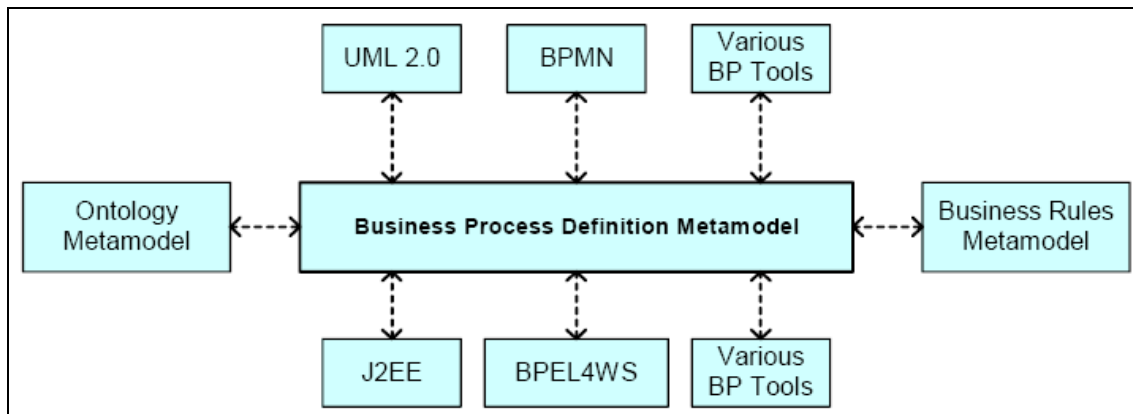 UML 2.0
BPMN
Various
BP Tools
Ontology
Metamodel
Business Process Definition Metamodel
Business Rules
Metamodel
J2EE
BPEL4WS
Various
BP Tools